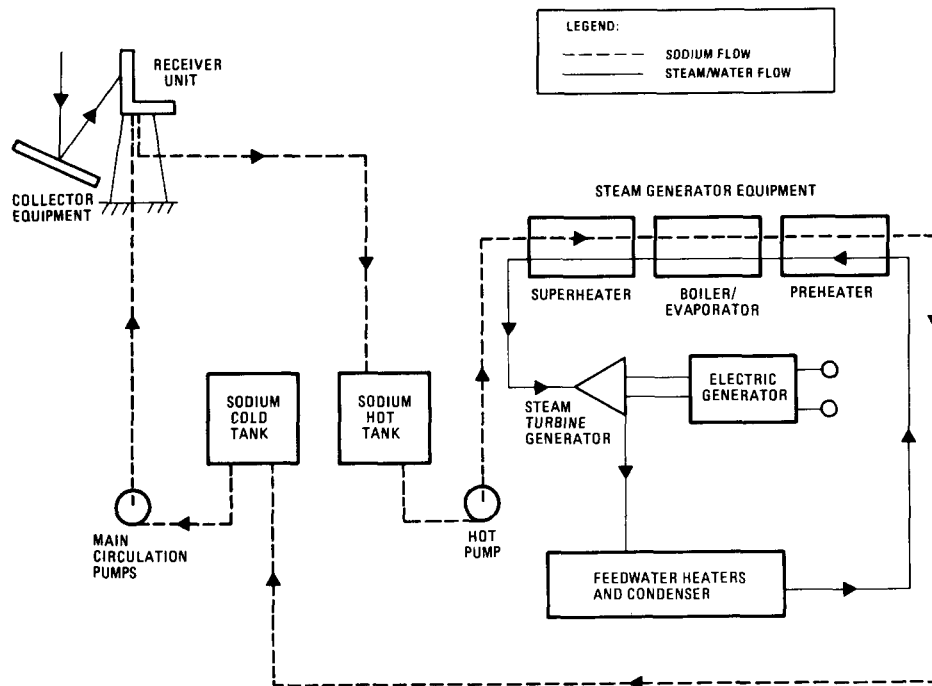 LEGEND:
SODIUM FLOW
STEAM/WATER FLOW
RECEIVER
UNIT
COLLECTOR
EQUIPMENT
STEAM GENERATOR EQUIPMENT
SUPERHEATER
BOILER/
EVAPORATOR
PREHEATER
SODIUM
COLD
TANK
SODIUM
HOT
TANK
STEAM
TURBINE
GENERATOR
ELECTRIC
GENERATOR
MAIN
CIRCULATION
PUMPS
HOT
PUMP
FEEDWATER HEATERS
AND CONDENSER